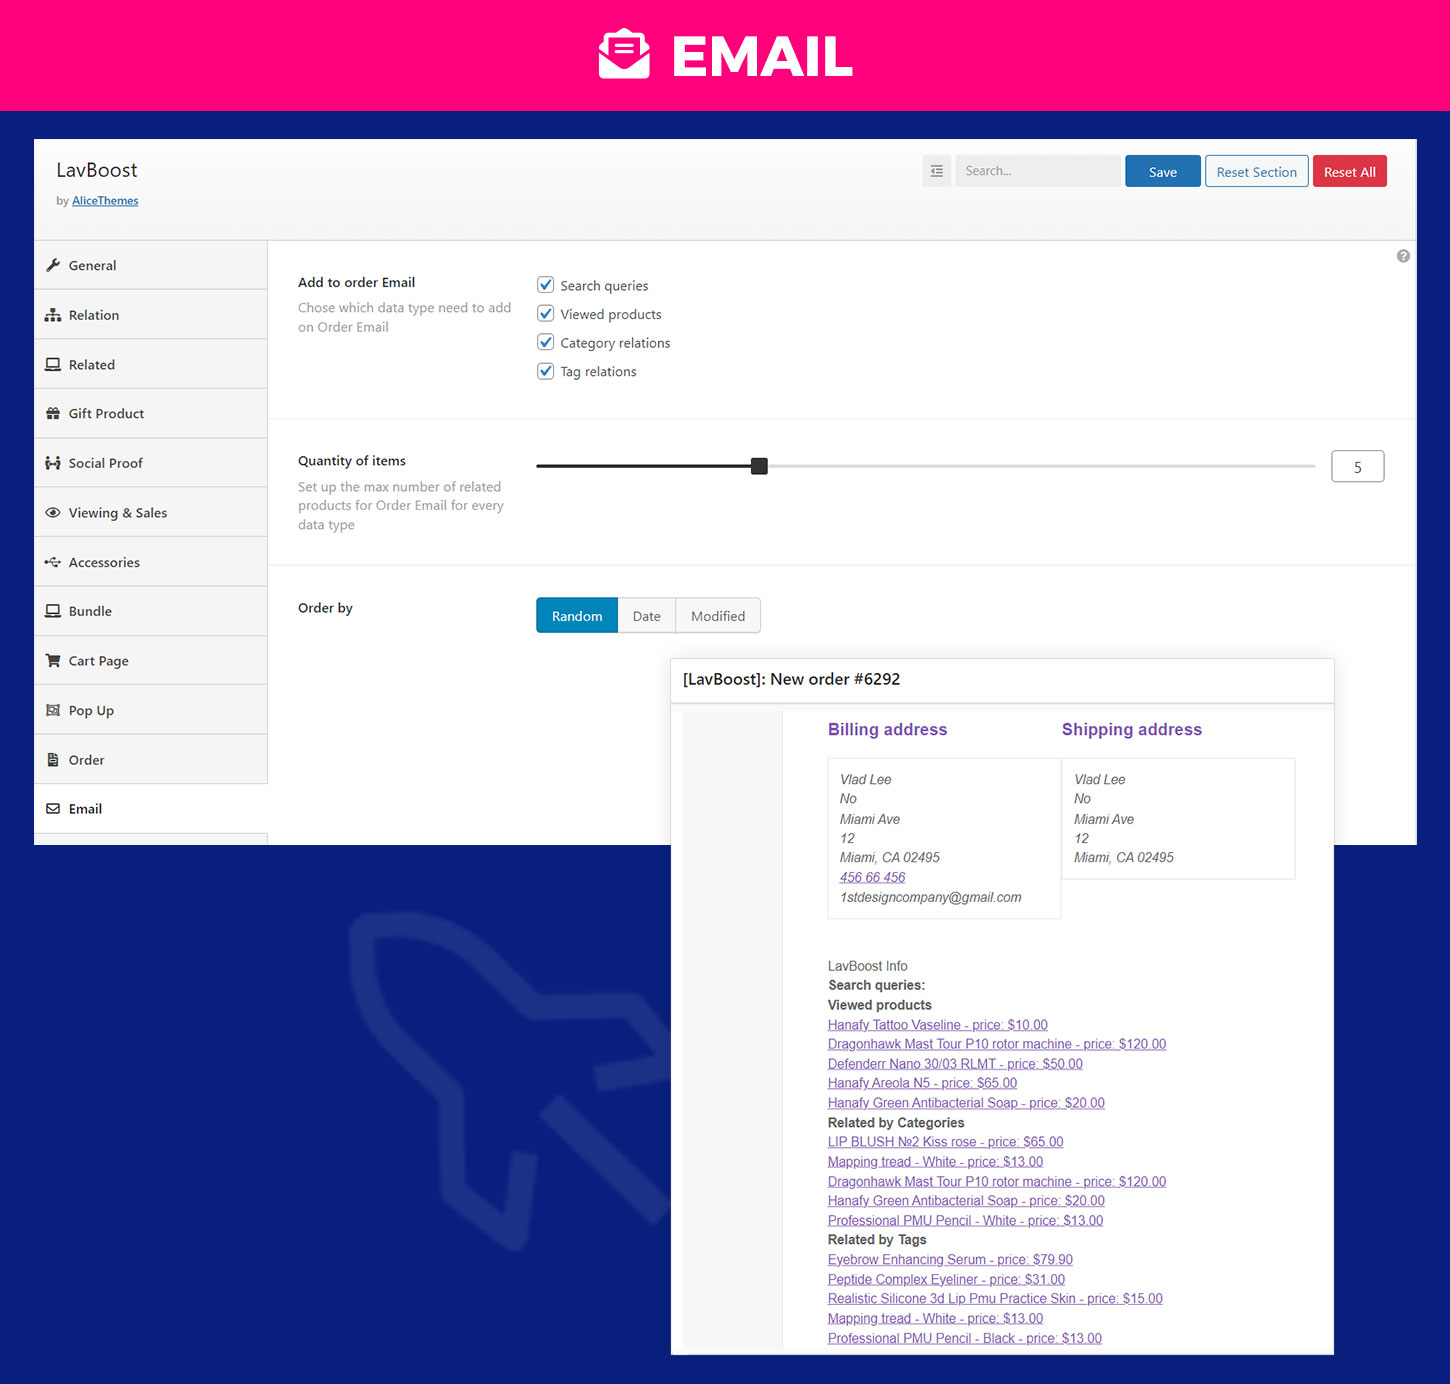 EMAIL
LavBoost
by AliceThemes
Search...
Save
Reset Section
Reset All
General
Relation
Related
Gift Product
Social Proof
Viewing & Sales
Accessories
Bundle
Cart Page
Pop Up
Order
Email
Add to order Email
Chose which data type need to add
on Order Email
Search queries
Viewed products
Category relations
Tag relations
Quantity of items
Set up the max number of related
products for Order Email for every
data type
5
Order by
Random
Date
Modified
[LavBoost]: New order #6292
Billing address
Vlad Lee
No
Miami Ave
12
Miami, CA 02495
456 66 456
1stdesigncompany@gmail.com
Shipping address
Vlad Lee
No
Miami Ave
12
Miami, CA 02495
LavBoost Info
Search queries:
Viewed products
Hanafy Tattoo Vaseline - price: $10.00
Dragonhawk Mast Tour P10 rotor machine - price: $120.00
Defenderr Nano 30/03 RLMT - price: $50.00
Hanafy Areola N5 - price: $65.00
Hanafy Green Antibacterial Soap - price: $20.00
Related by Categories
LIP BLUSH №2 Kiss rose - price: $65.00
Mapping tread - White - price: $13.00
Dragonhawk Mast Tour P10 rotor machine - price: $120.00
Hanafy Green Antibacterial Soap - price: $20.00
Professional PMU Pencil - White - price: $13.00
Related by Tags
Eyebrow Enhancing Serum - price: $79.90
Peptide Complex Eyeliner - price: $31.00
Realistic Silicone 3d Lip Pmu Practice Skin - price: $15.00
Mapping tread - White - price: $13.00
Professional PMU Pencil - Black - price: $13.00